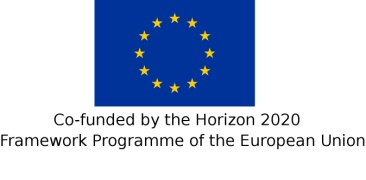 Co-funded by the Horizon 2020
Framework Programme of the European Union